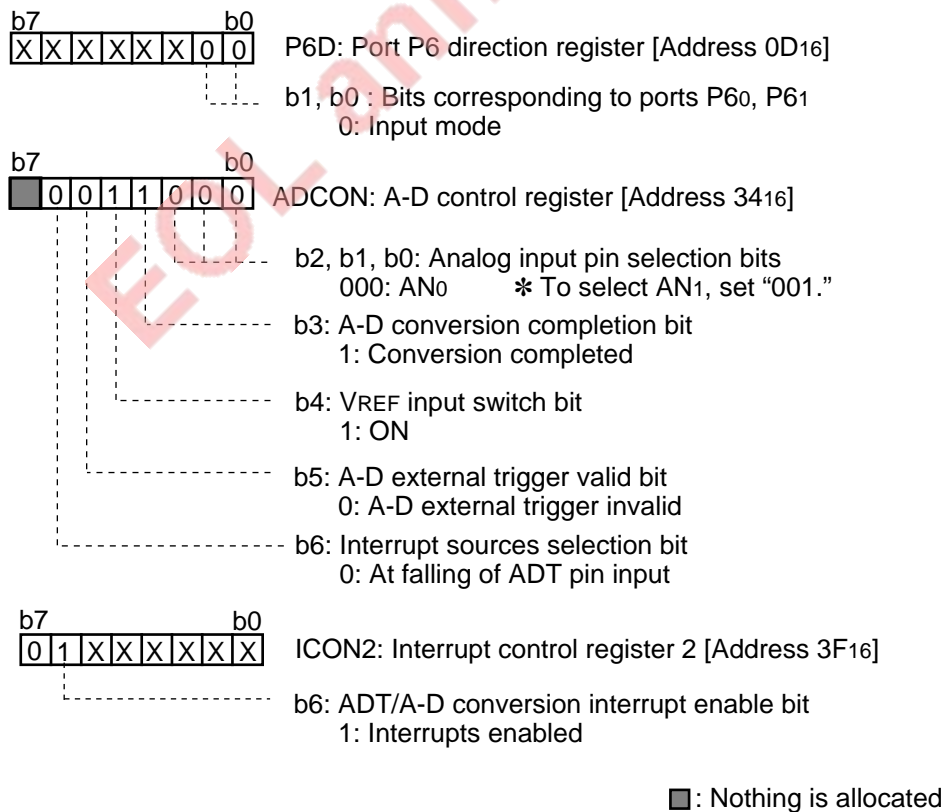 b7 b0
X X X X X X 0 0 P6D: Port P6 direction register [Address 0D16]
b1, b0 : Bits corresponding to ports P60, P61
0: Input mode
b7 b0
0 0 1 1 0 0 0 ADCON: A-D control register [Address 3416]
b2, b1, b0: Analog input pin selection bits
000: AN0 ✽ To select AN1, set “001.”
b3: A-D conversion completion bit
1: Conversion completed
b4: VREF input switch bit
1: ON
b5: A-D external trigger valid bit
0: A-D external trigger invalid
b6: Interrupt sources selection bit
0: At falling of ADT pin input
b7 b0
0 1 X X X X X X ICON2: Interrupt control register 2 [Address 3F16]
b6: ADT/A-D conversion interrupt enable bit
1: Interrupts enabled
: Nothing is allocated
EOL